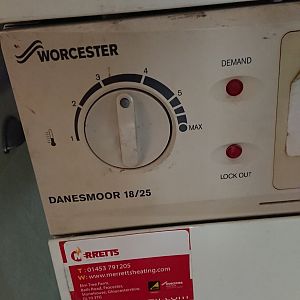 WORCESTER
DEMAND
1
2
3
4
5
MAX
LOCK OUT
DANESMOOR 18/25
MERRETTS
T: 01453 791205
W: www.merrettsheating.com